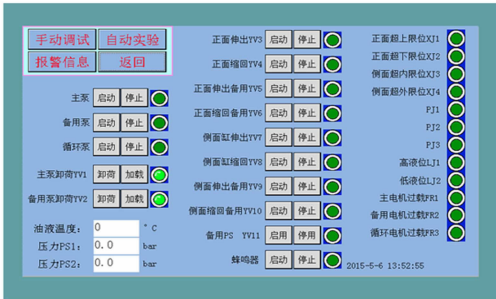 手动调试 自动实验
报警信息 返回
主泵 启动 停止
备用泵 启动 停止
循环泵 启动 停止
主泵卸荷YV1 卸荷 加载
备用泵卸荷YV2 卸荷 加载
油液温度: 0 °C
压力PS1: 0.0 bar
压力PS2: 0.0 bar
正面伸出YV3 启动 停止
正面缩回YV4 启动 停止
正面伸出备用YV5 启动 停止
正面缩回备用YV6 启动 停止
侧面缸伸出YV7 启动 停止
侧面缸缩回YV8 启动 停止
侧面伸出备用YV9 启动 停止
侧面缩回备用YV10 启动 停止
备用PS YV11 启用 停用
蜂鸣器 启动 停止
正面超上限位XJ1
正面超下限位XJ2
侧面超内限位XJ3
侧面超外限位XJ4
PJ1
PJ2
PJ3
高液位LJ1
低液位LJ2
主电机过载FR1
备用电机过载FR2
循环电机过载FR3
2015-5-6 13:52:55